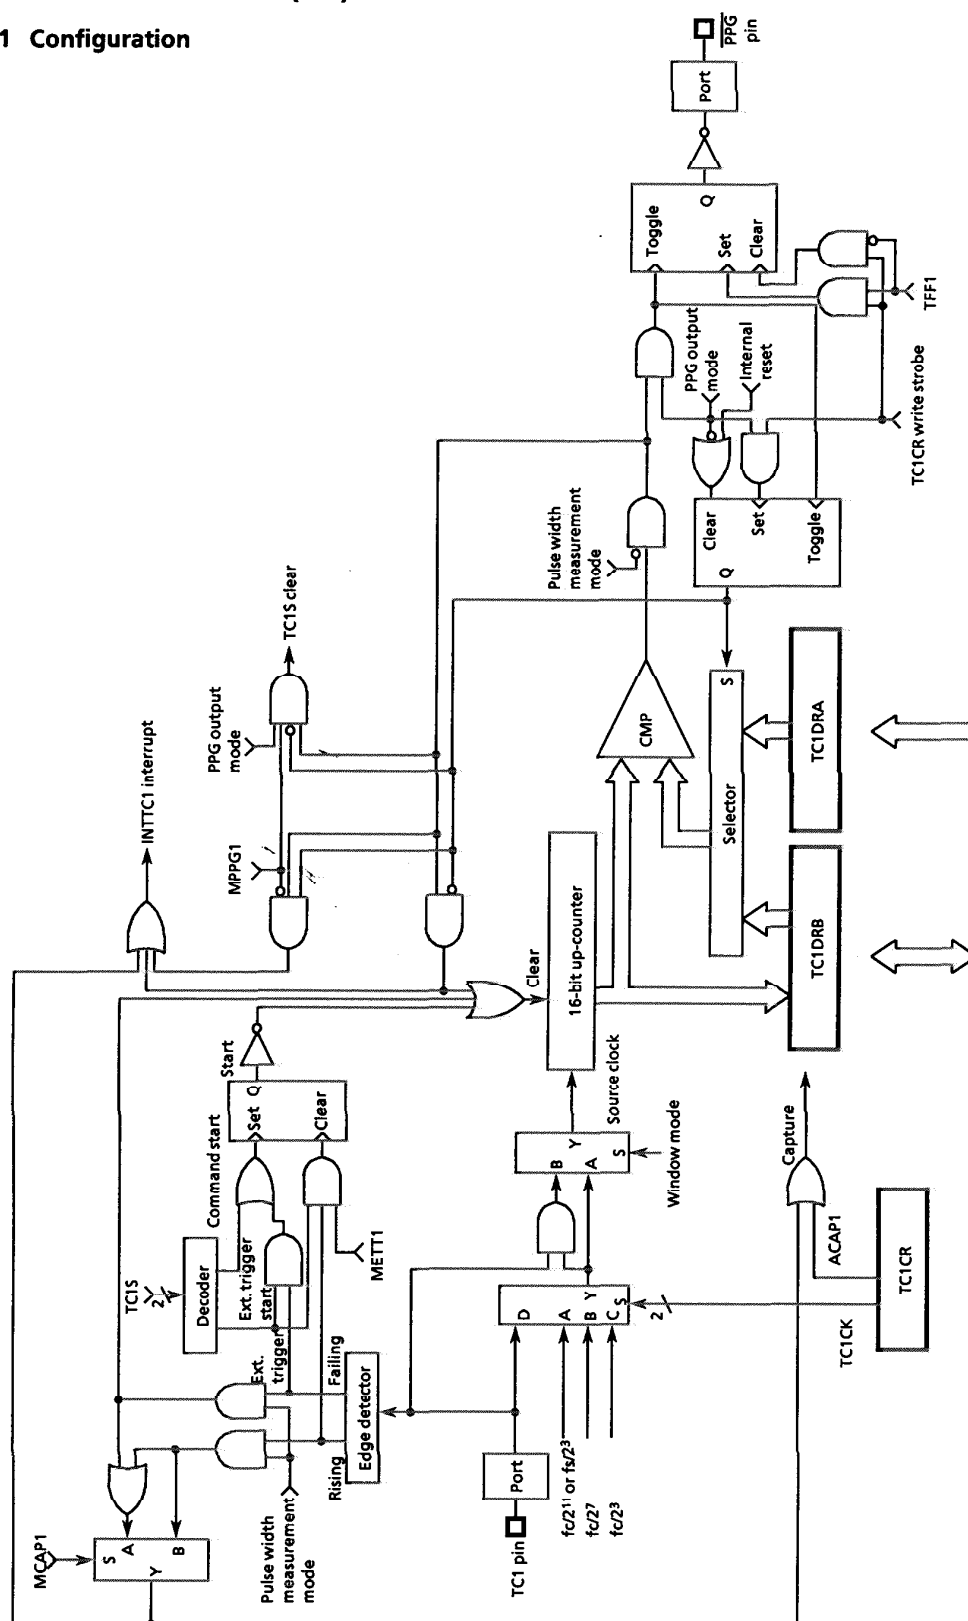 1 Configuration
PPG
pin
Port
Q
Toggle
Set
Clear
TFF1
TC1CR write strobe
PPG output
mode
Internal
reset
Pulse width
measurement
mode
Clear
Set
Toggle
Q
TC1S clear
PPG output
mode
MPPG1
INTTC1 interrupt
CMP
S
Selector
TC1DRA
TC1DRB
Clear
16-bit up-counter
Source clock
Start
Command start
Set
Q
Clear
TC1S
2
Decoder
Ext. trigger
start
METT1
Ext.
trigger
Failing
Rising
Edge detector
B
Y
A
S
Window mode
D
A
B
Y
C
S
2
TC1CK
Capture
ACAP1
TC1CR
Port
TC1 pin
fc/2¹¹ or fs/2³
fc/2⁷
fc/2³
MCAP1
S
A
B
Y
Pulse width
measurement
mode